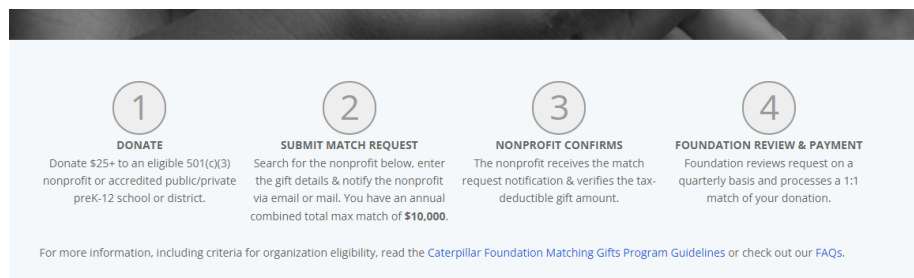 1
DONATE
Donate $25+ to an eligible 501(c)(3)
nonprofit or accredited public/private
preK-12 school or district.
2
SUBMIT MATCH REQUEST
Search for the nonprofit below, enter
the gift details & notify the nonprofit
via email or mail. You have an annual
combined total max match of $10,000.
3
NONPROFIT CONFIRMS
The nonprofit receives the match
request notification & verifies the tax-
deductible gift amount.
4
FOUNDATION REVIEW & PAYMENT
Foundation reviews request on a
quarterly basis and processes a 1:1
match of your donation.
For more information, including criteria for organization eligibility, read the Caterpillar Foundation Matching Gifts Program Guidelines or check out our FAQs.